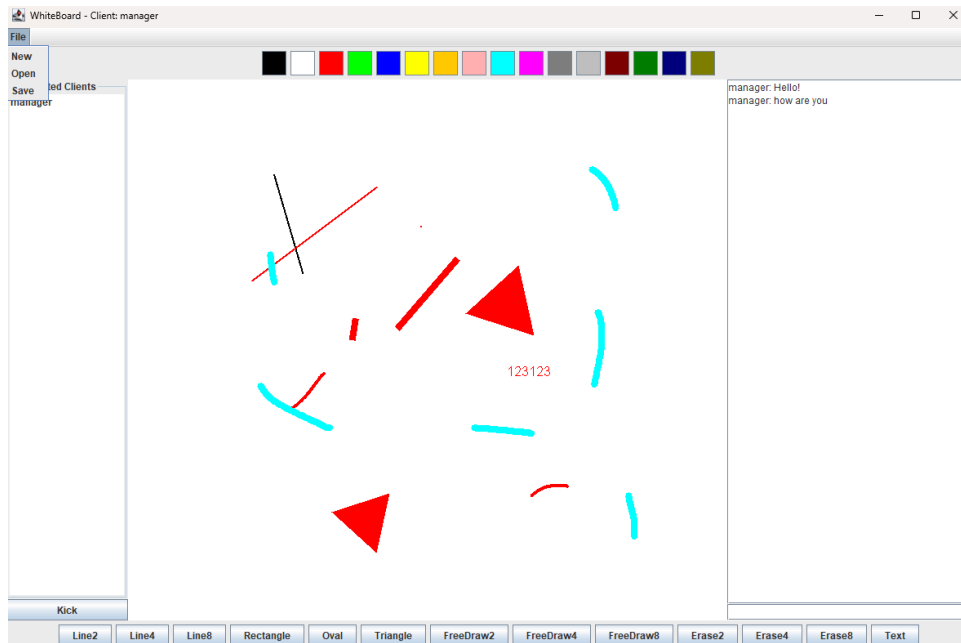 WhiteBoard - Client: manager
File
New
Open
Save
ted Clients
manager
manager: Hello!
manager: how are you
123123
Kick
Line2 Line4 Line8 Rectangle Oval Triangle FreeDraw2 FreeDraw4 FreeDraw8 Erase2 Erase4 Erase8 Text